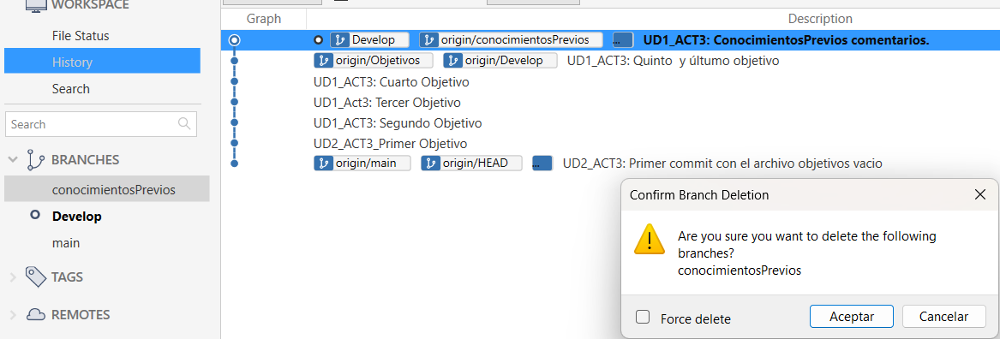 WORKSPACE
File Status
History
Search
Search
BRANCHES
conocimientosPrevios
Develop
main
TAGS
REMOTES
Graph Description
Develop origin/conocimientosPrevios ... UD1_ACT3: ConocimientosPrevios comentarios.
origin/Objetivos origin/Develop UD1_ACT3: Quinto y últumo objetivo
UD1_ACT3: Cuarto Objetivo
UD1_Act3: Tercer Objetivo
UD1_ACT3: Segundo Objetivo
UD2_ACT3_Primer Objetivo
origin/main origin/HEAD ... UD2_ACT3: Primer commit con el archivo objetivos vacio
Confirm Branch Deletion
Are you sure you want to delete the following
branches?
conocimientosPrevios
Force delete Aceptar Cancelar